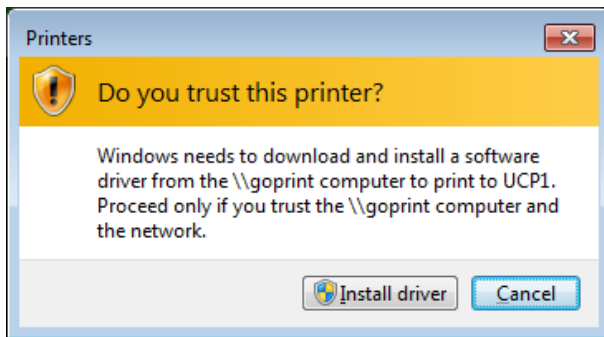 Printers
Do you trust this printer?
Windows needs to download and install a software
driver from the \\goprint computer to print to UCP1.
Proceed only if you trust the \\goprint computer and
the network.
Install driver
Cancel